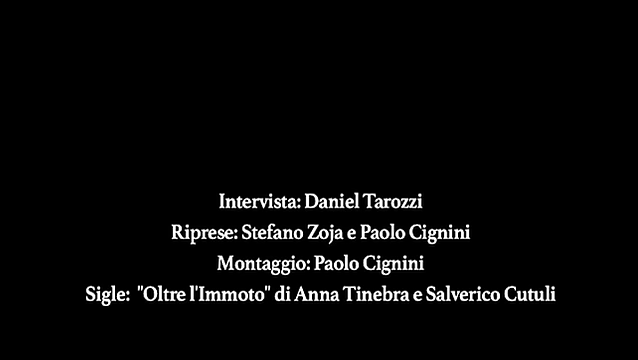 Intervista: Daniel Tarozzi
Riprese: Stefano Zoja e Paolo Cignini
Montaggio: Paolo Cignini
Sigle:  "Oltre l'Immoto" di Anna Tinebra e Salverico Cutuli